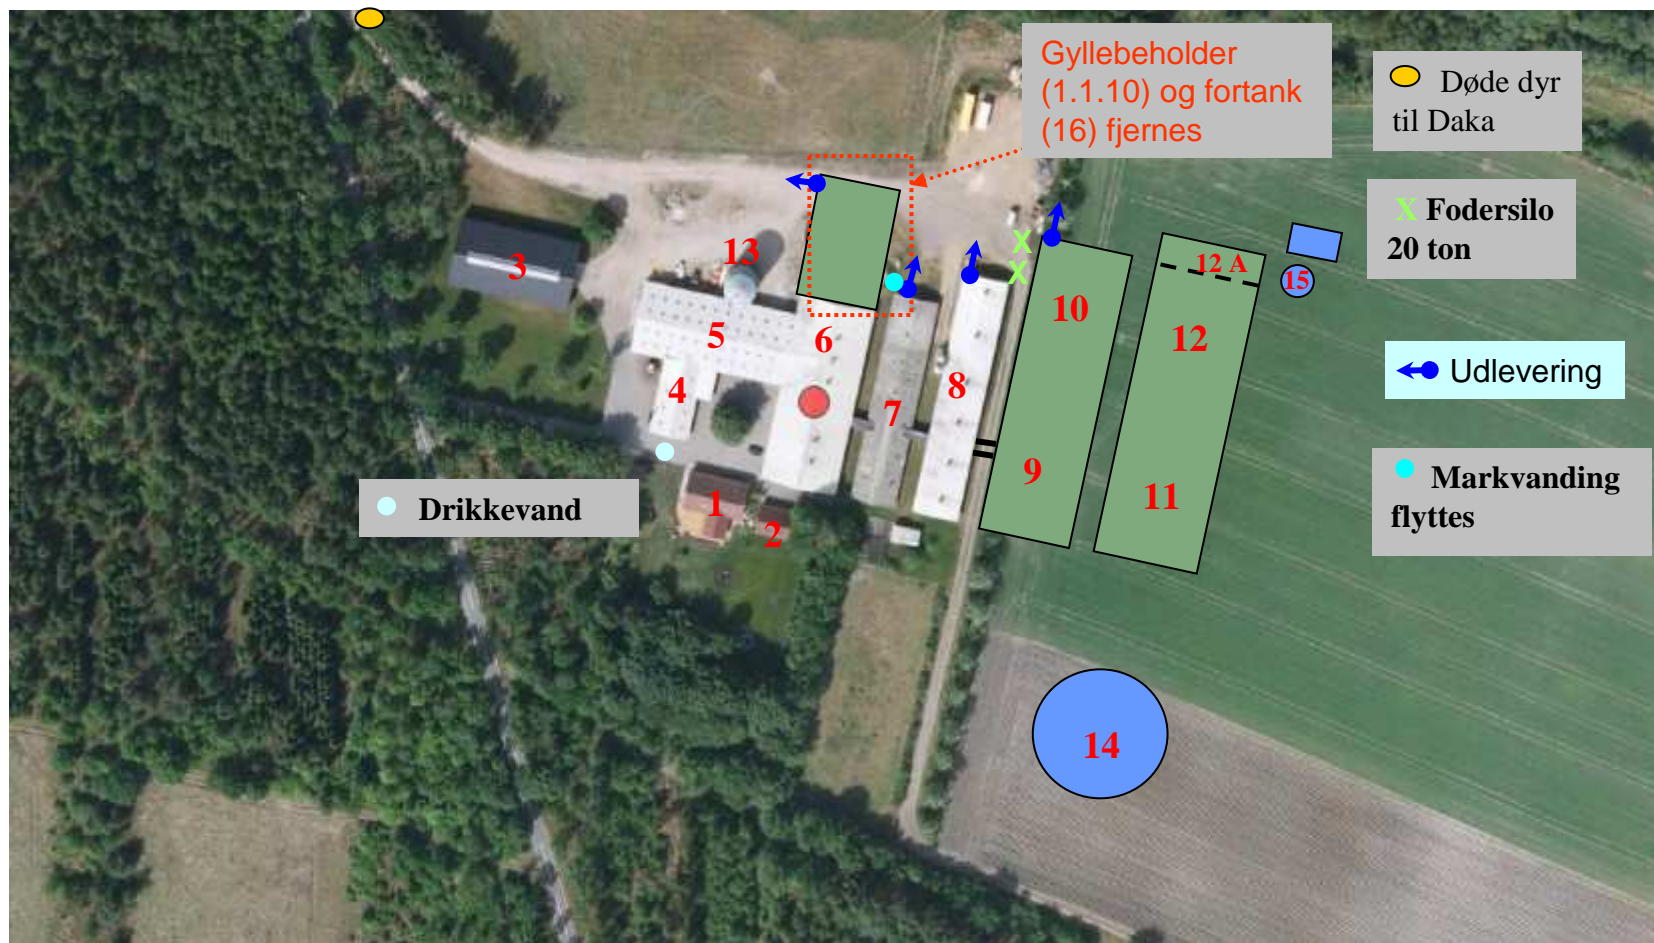 Gyllebeholder
(1.1.10) og fortank
(16) fjernes
Døde dyr
til Daka
X Fodersilo
20 ton
Udlevering
Markvanding
flyttes
Drikkevand
X
X
3
13
5
6
4
7
8
1
2
10
9
12 A
12
11
15
14